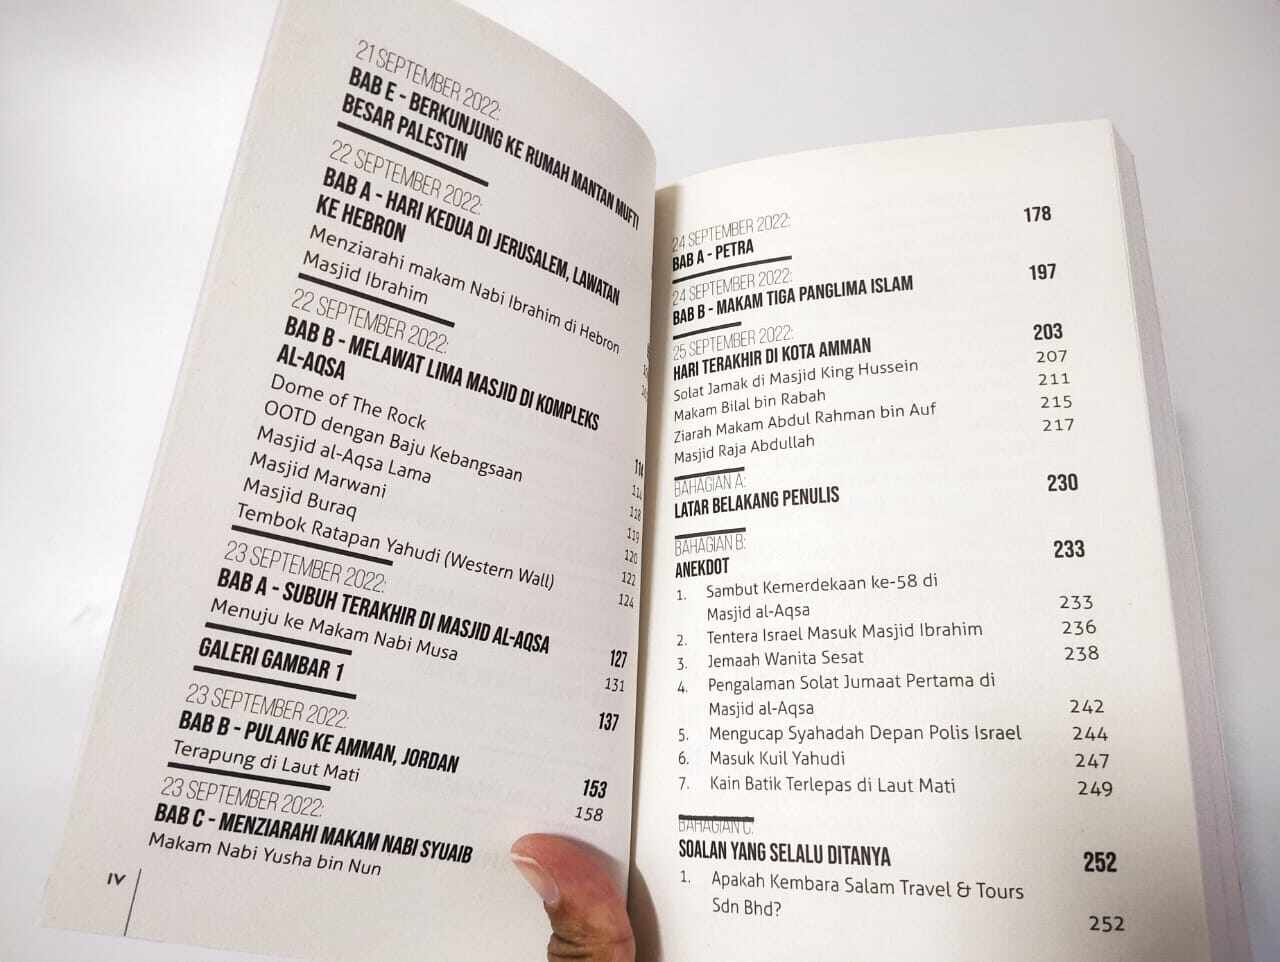 21 SEPTEMBER 2022:
BAB E - BERKUNJUNG KE RUMAH MANTAN MUFTI
BESAR PALESTIN
22 SEPTEMBER 2022:
BAB A - HARI KEDUA DI JERUSALEM, LAWATAN
KE HEBRON
Menziarahi makam Nabi Ibrahim di Hebron
Masjid Ibrahim
22 SEPTEMBER 2022:
BAB B - MELAWAT LIMA MASJID DI KOMPLEKS
AL-AQSA
Dome of The Rock 114
OOTD dengan Baju Kebangsaan 118
Masjid al-Aqsa Lama 119
Masjid Marwani 120
Masjid Buraq 122
Tembok Ratapan Yahudi (Western Wall) 124
23 SEPTEMBER 2022:
BAB A - SUBUH TERAKHIR DI MASJID AL-AQSA 127
Menuju ke Makam Nabi Musa 131
GALERI GAMBAR 1 137
23 SEPTEMBER 2022:
BAB B - PULANG KE AMMAN, JORDAN 153
Terapung di Laut Mati 158
23 SEPTEMBER 2022:
BAB C - MENZIARAHI MAKAM NABI SYUAIB
Makam Nabi Yusha bin Nun
IV
24 SEPTEMBER 2022:
BAB A - PETRA 178
24 SEPTEMBER 2022:
BAB B - MAKAM TIGA PANGLIMA ISLAM 197
25 SEPTEMBER 2022:
HARI TERAKHIR DI KOTA AMMAN 203
Solat Jamak di Masjid King Hussein 207
Makam Bilal bin Rabah 211
Ziarah Makam Abdul Rahman bin Auf 215
Masjid Raja Abdullah 217
BAHAGIAN A:
LATAR BELAKANG PENULIS 230
BAHAGIAN B:
ANEKDOT 233
1. Sambut Kemerdekaan ke-58 di
Masjid al-Aqsa 233
2. Tentera Israel Masuk Masjid Ibrahim 236
3. Jemaah Wanita Sesat 238
4. Pengalaman Solat Jumaat Pertama di
Masjid al-Aqsa 242
5. Mengucap Syahadah Depan Polis Israel 244
6. Masuk Kuil Yahudi 247
7. Kain Batik Terlepas di Laut Mati 249
BAHAGIAN C:
SOALAN YANG SELALU DITANYA 252
1. Apakah Kembara Salam Travel & Tours
Sdn Bhd? 252